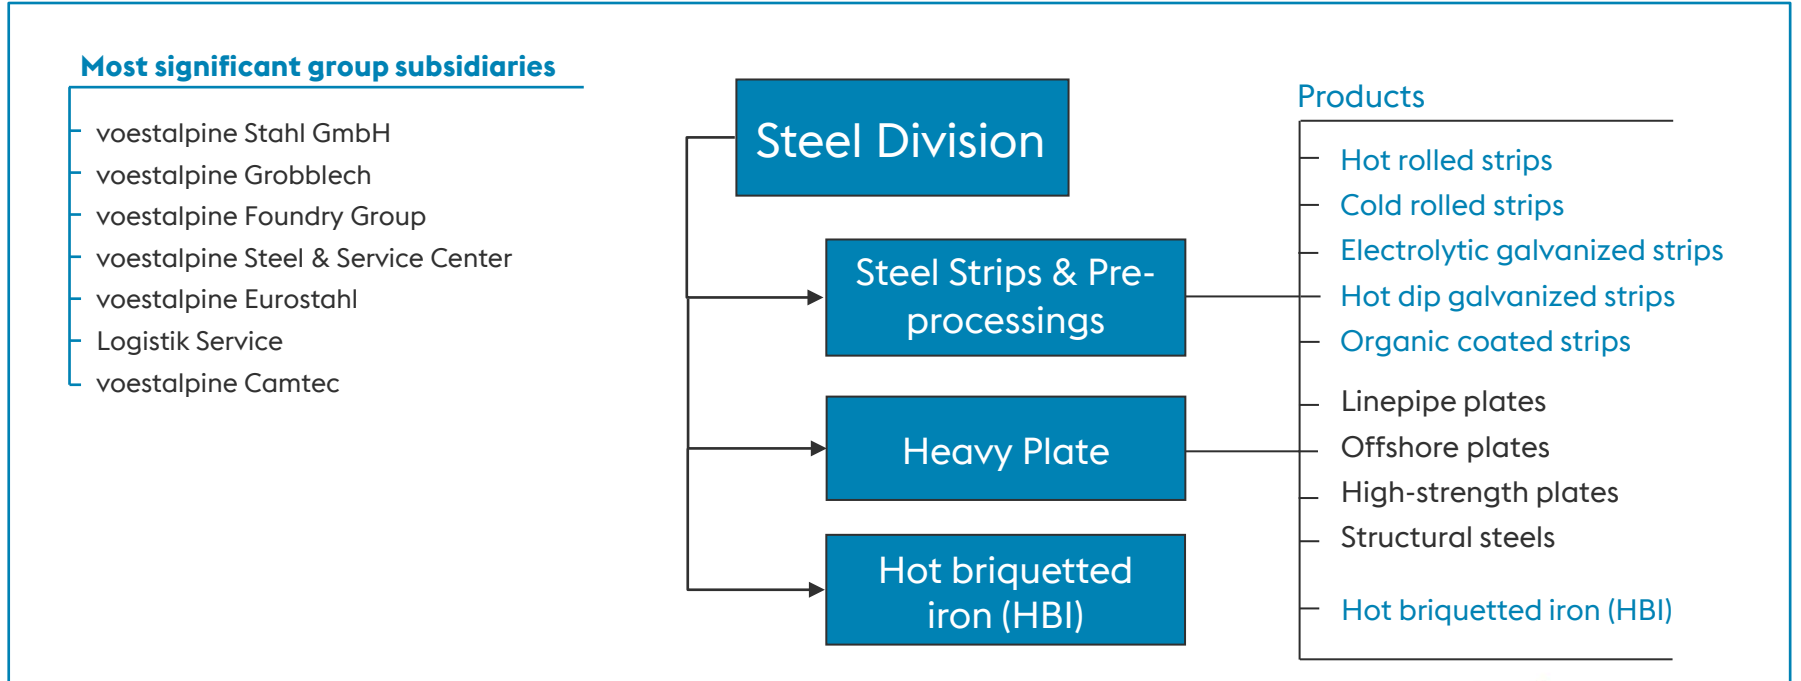 Most significant group subsidiaries
voestalpine Stahl GmbH
voestalpine Grobblech
voestalpine Foundry Group
voestalpine Steel & Service Center
voestalpine Eurostahl
Logistik Service
voestalpine Camtec
Steel Division
Steel Strips & Pre-
processings
Heavy Plate
Hot briquetted
iron (HBI)
Products
Hot rolled strips
Cold rolled strips
Electrolytic galvanized strips
Hot dip galvanized strips
Organic coated strips
Linepipe plates
Offshore plates
High-strength plates
Structural steels
Hot briquetted iron (HBI)